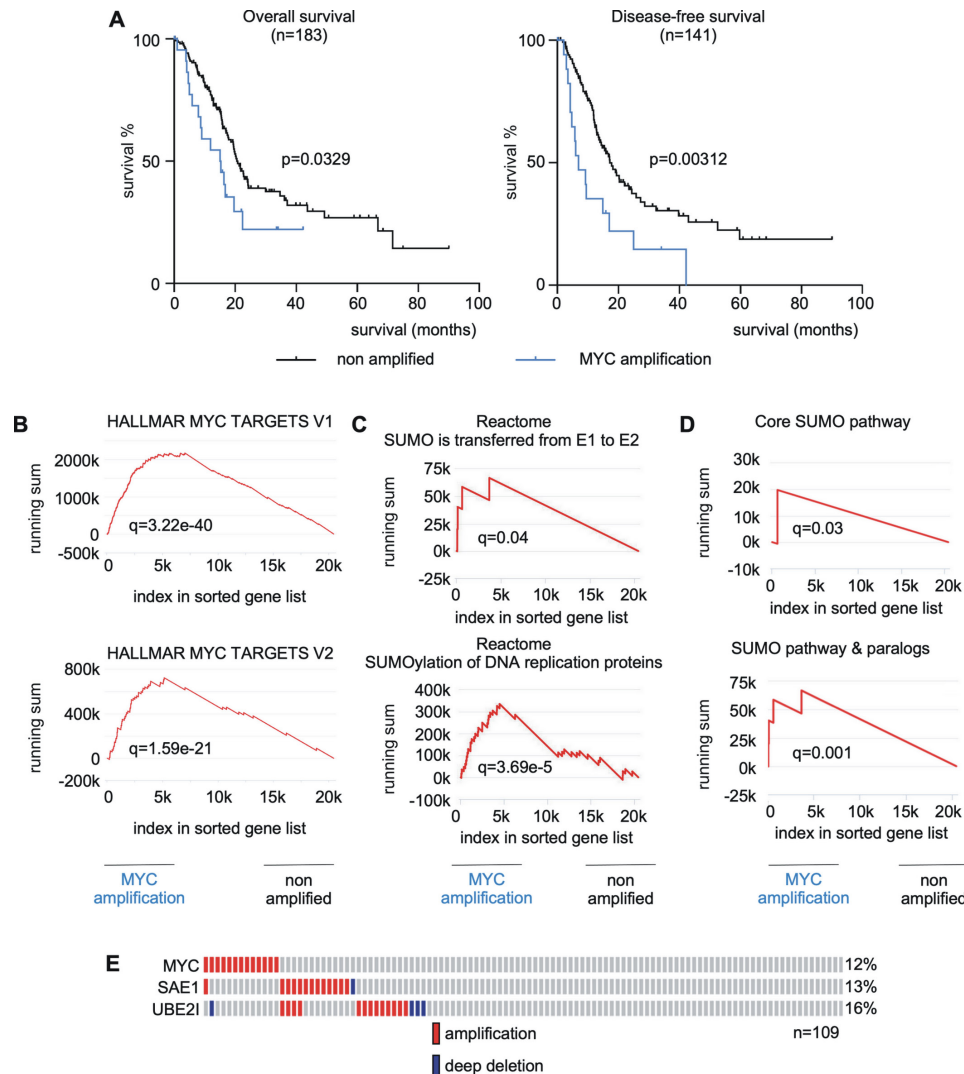 A
Overall survival
(n=183)
100
50
0
survival %
p=0.0329
0 20 40 60 80 100
survival (months)
Disease-free survival
(n=141)
100
50
0
survival %
p=0.00312
0 20 40 60 80 100
survival (months)
non amplified
MYC amplification
B
HALLMAR MYC TARGETS V1
2000k
1000k
0
-500k
running sum
q=3.22e-40
0 5k 10k 15k 20k
index in sorted gene list
HALLMAR MYC TARGETS V2
800k
400k
0
-200k
running sum
q=1.59e-21
0 5k 10k 15k 20k
index in sorted gene list
MYC
amplification
non
amplified
C
Reactome
SUMO is transferred from E1 to E2
75k
50k
25k
0k
-25k
running sum
q=0.04
0 5k 10k 15k 20k
index in sorted gene list
Reactome
SUMOylation of DNA replication proteins
400k
300k
200k
100k
0k
-100k
running sum
q=3.69e-5
0 5k 10k 15k 20k
index in sorted gene list
MYC
amplification
non
amplified
D
Core SUMO pathway
30k
20k
10k
0k
-10k
running sum
q=0.03
0 5k 10k 15k 20k
index in sorted gene list
SUMO pathway & paralogs
75k
50k
25k
0k
-25k
running sum
q=0.001
0 5k 10k 15k 20k
index in sorted gene list
MYC
amplification
non
amplified
E
MYC 12%
SAE1 13%
UBE2I 16%
amplification
n=109
deep deletion